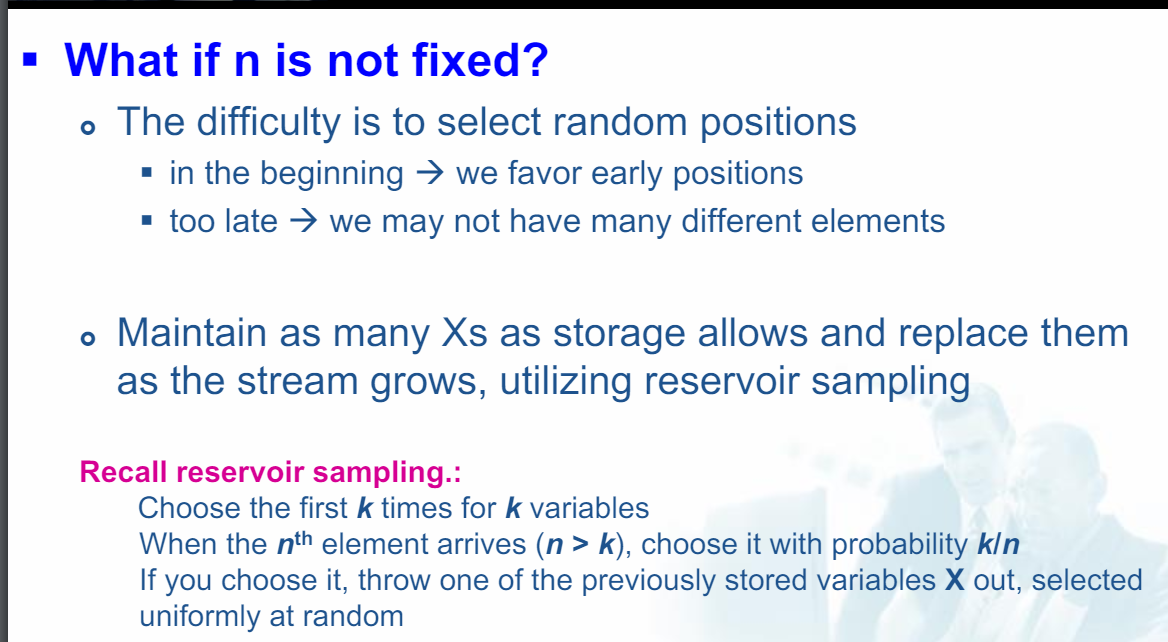 ▪ What if n is not fixed?
o The difficulty is to select random positions
▪ in the beginning → we favor early positions
▪ too late → we may not have many different elements
o Maintain as many Xs as storage allows and replace them
as the stream grows, utilizing reservoir sampling
Recall reservoir sampling.:
Choose the first k times for k variables
When the nth element arrives (n > k), choose it with probability k/n
If you choose it, throw one of the previously stored variables X out, selected
uniformly at random